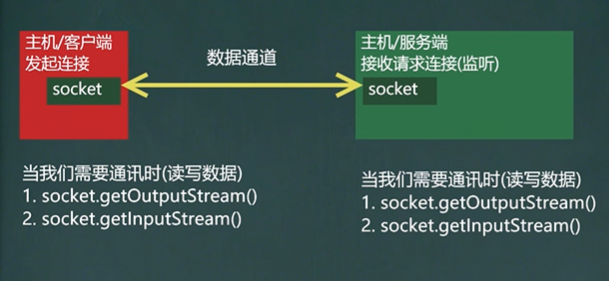 主机/客户端
发起连接
socket
数据通道
主机/服务端
接收请求连接(监听)
socket
当我们需要通讯时(读写数据)
1. socket.getOutputStream()
2. socket.getInputStream()
当我们需要通讯时(读写数据)
1. socket.getOutputStream()
2. socket.getInputStream()